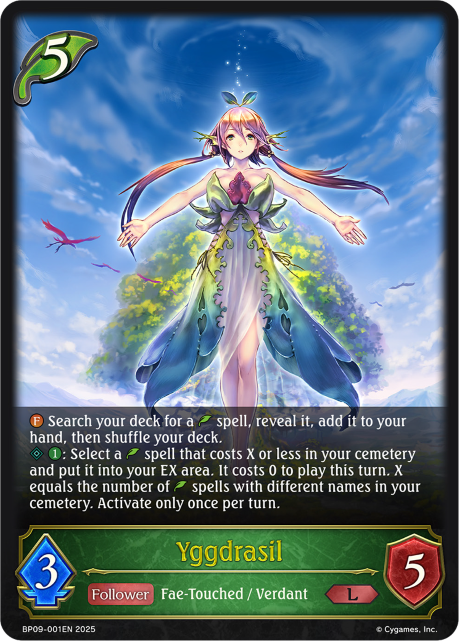 5
F Search your deck for a spell, reveal it, add it to your
hand, then shuffle your deck.
1: Select a spell that costs X or less in your cemetery
and put it into your EX area. It costs 0 to play this turn. X
equals the number of spells with different names in your
cemetery. Activate only once per turn.
Yggdrasil
3
Follower Fae-Touched / Verdant L
5
BP09-001EN 2025 © Cygames, Inc.